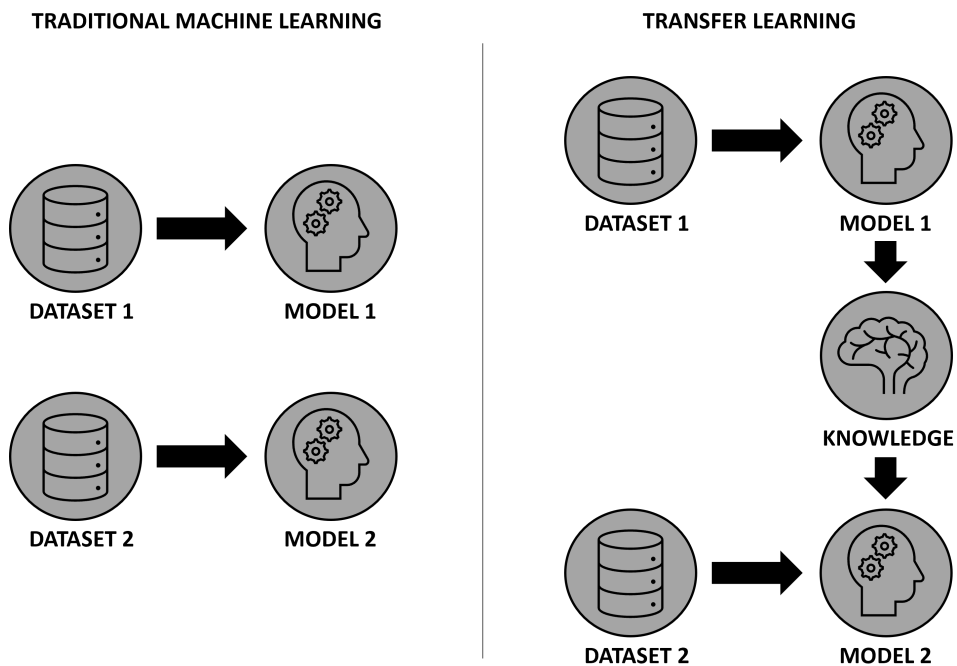 TRADITIONAL MACHINE LEARNING
DATASET 1
MODEL 1
DATASET 2
MODEL 2
TRANSFER LEARNING
DATASET 1
MODEL 1
KNOWLEDGE
DATASET 2
MODEL 2